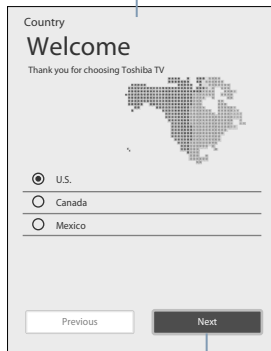 Country
Welcome
Thank you for choosing Toshiba TV
U.S.
Canada
Mexico
Previous
Next